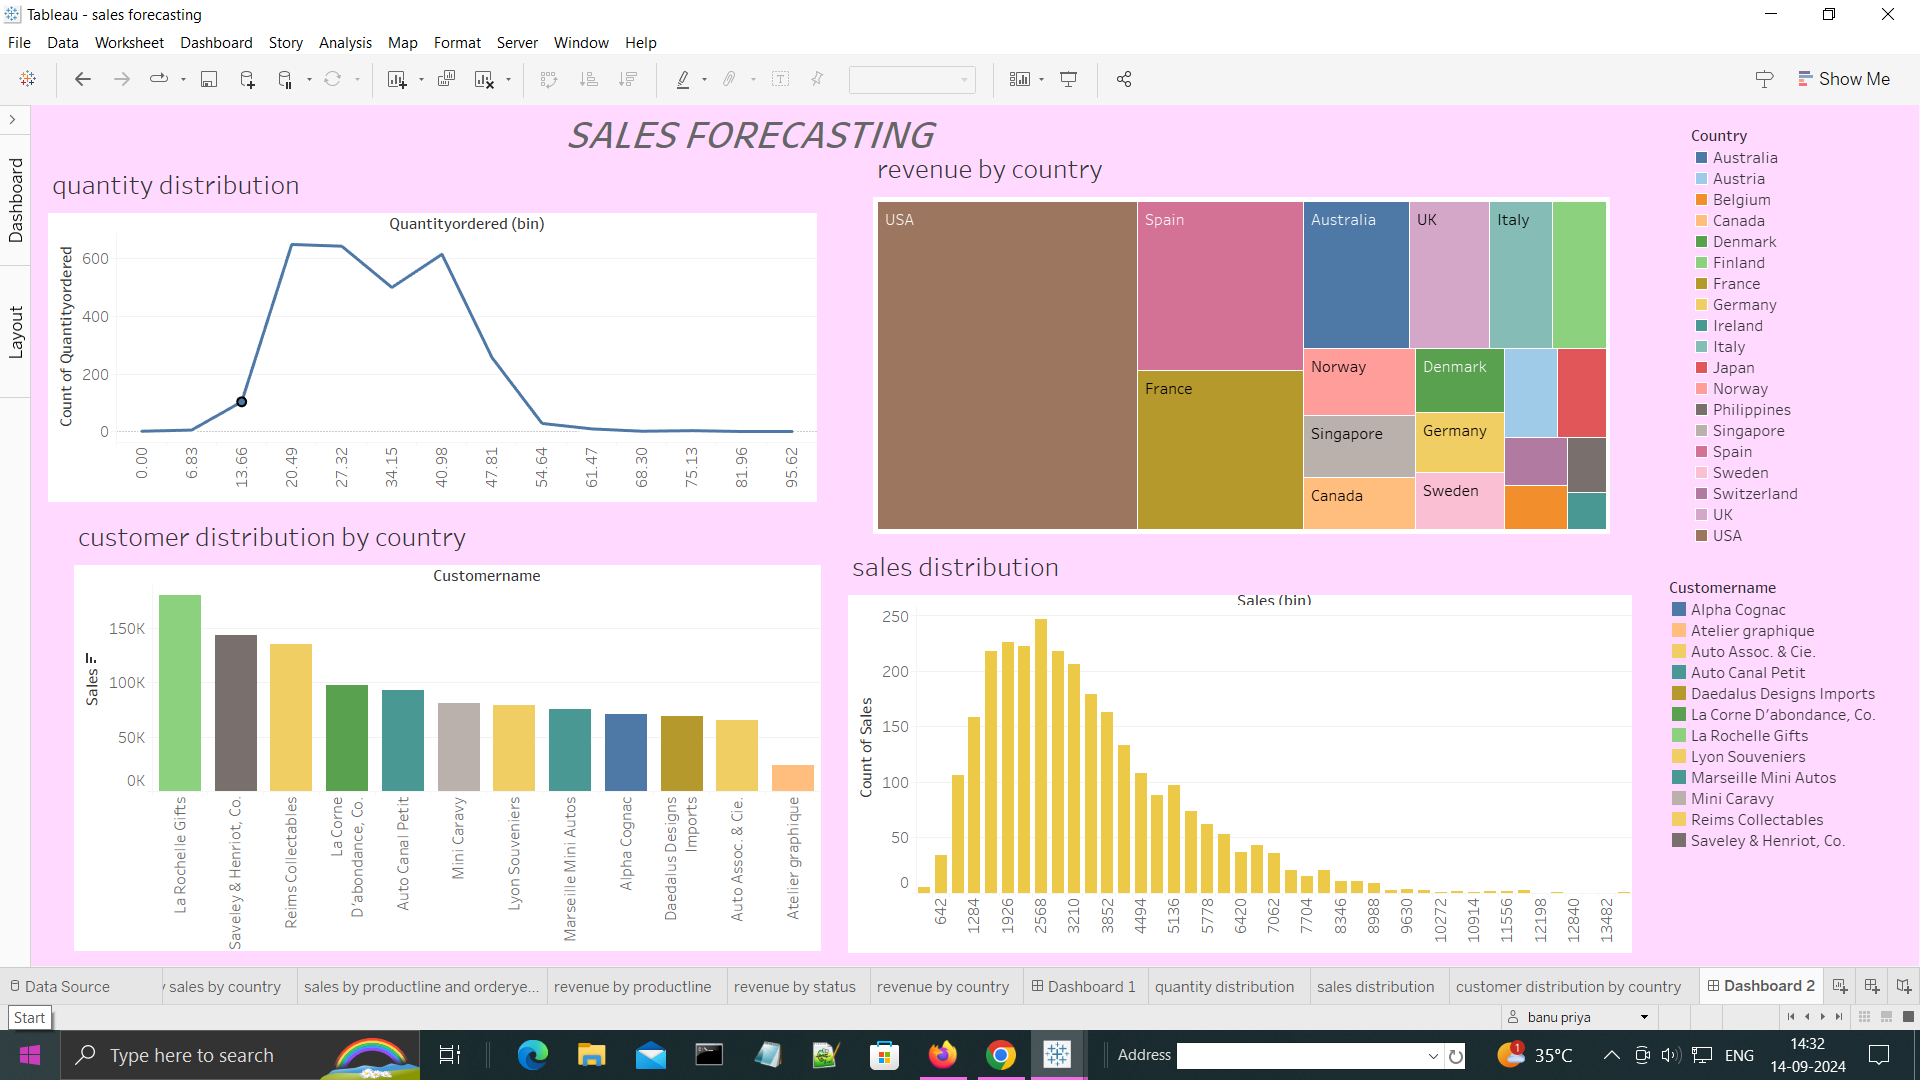 Tableau - sales forecasting
File Data Worksheet Dashboard Story Analysis Map Format Server Window Help
Show Me
Dashboard
Layout
SALES FORECASTING
quantity distribution
Quantityordered (bin)
Count of Quantityordered
600
400
200
0
0.00 6.83 13.66 20.49 27.32 34.15 40.98 47.81 54.64 61.47 68.30 75.13 81.96 95.62
revenue by country
USA
Spain
Australia
UK
Italy
France
Norway
Denmark
Singapore
Germany
Canada
Sweden
Country
Australia
Austria
Belgium
Canada
Denmark
Finland
France
Germany
Ireland
Italy
Japan
Norway
Philippines
Singapore
Spain
Sweden
Switzerland
UK
USA
customer distribution by country
Customername
Sales
150K
100K
50K
0K
La Rochelle Gifts
Saveley & Henriot, Co.
Reims Collectables
La Corne
D'abondance, Co.
Auto Canal Petit
Mini Caravy
Lyon Souveniers
Marseille Mini Autos
Alpha Cognac
Daedalus Designs
Imports
Auto Assoc. & Cie.
Atelier graphique
sales distribution
Sales (bin)
Count of Sales
250
200
150
100
50
0
642 1284 1926 2568 3210 3852 4494 5136 5778 6420 7062 7704 8346 8988 9630 10272 10914 11556 12198 12840 13482
Customername
Alpha Cognac
Atelier graphique
Auto Assoc. & Cie.
Auto Canal Petit
Daedalus Designs Imports
La Corne D'abondance, Co.
La Rochelle Gifts
Lyon Souveniers
Marseille Mini Autos
Mini Caravy
Reims Collectables
Saveley & Henriot, Co.
Data Source sales by country sales by productline and orderye... revenue by productline revenue by status revenue by country Dashboard 1 quantity distribution sales distribution customer distribution by country Dashboard 2
Start
banu priya
Type here to search
Address
1
35°C
ENG
14:32
14-09-2024